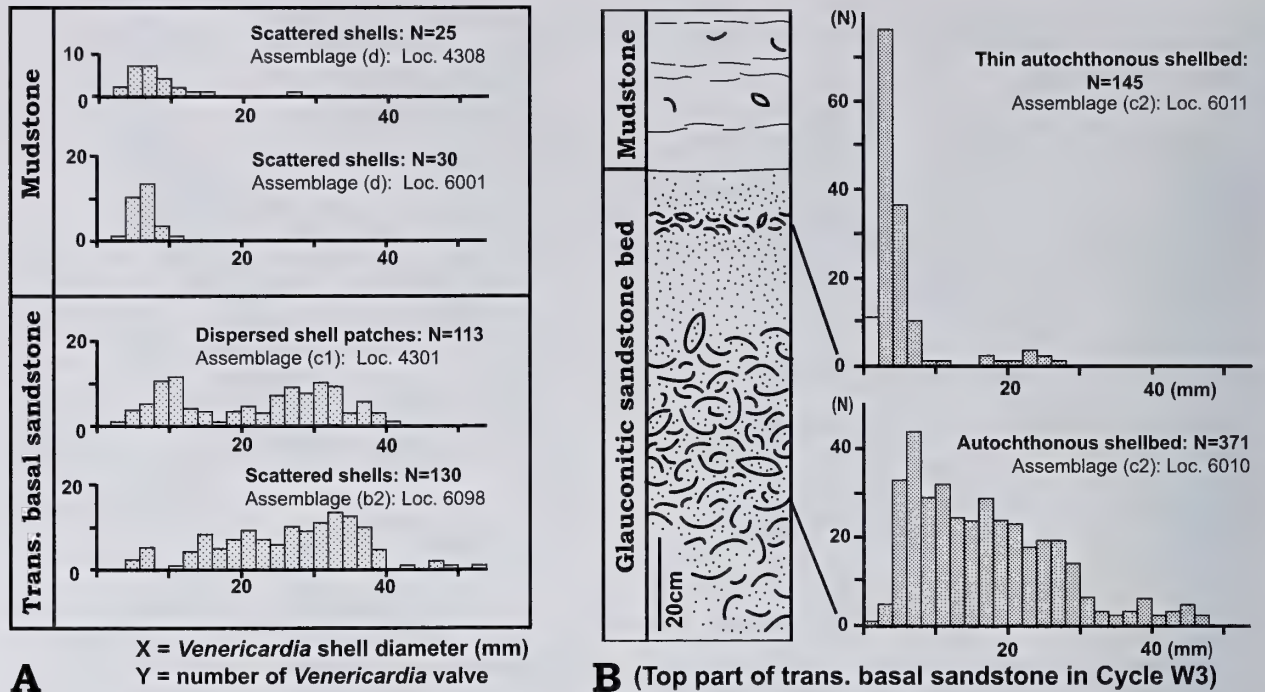 Mudstone
Scattered shells: N=25
Assemblage (d): Loc. 4308
10
0
20
40
Scattered shells: N=30
Assemblage (d): Loc. 6001
20
0
20
40
Trans. basal sandstone
Dispersed shell patches: N=113
Assemblage (c1): Loc. 4301
20
0
20
40
Scattered shells: N=130
Assemblage (b2): Loc. 6098
20
0
20
40
X = Venericardia shell diameter (mm)
Y = number of Venericardia valve
A
Mudstone
Glauconitic sandstone bed
20cm
(N)
Thin autochthonous shellbed:
N=145
Assemblage (c2): Loc. 6011
60
40
20
0
20
40 (mm)
(N)
Autochthonous shellbed: N=371
Assemblage (c2): Loc. 6010
40
20
0
20
40 (mm)
B (Top part of trans. basal sandstone in Cycle W3)